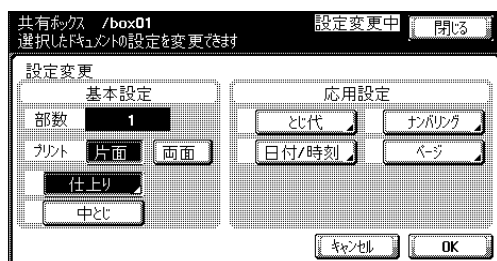 共有ﾎﾞｯｸｽ /box01 設定変更中 閉じる
選択したﾄﾞｷｭﾒﾝﾄの設定を変更できます
設定変更
基本設定 応用設定
部数 1 とじ代 ﾅﾝﾊﾞﾘﾝｸﾞ
ﾌﾟﾘﾝﾄ 片面 両面 日付/時刻 ﾍﾟｰｼﾞ
仕上り
中とじ
ｷｬﾝｾﾙ OK